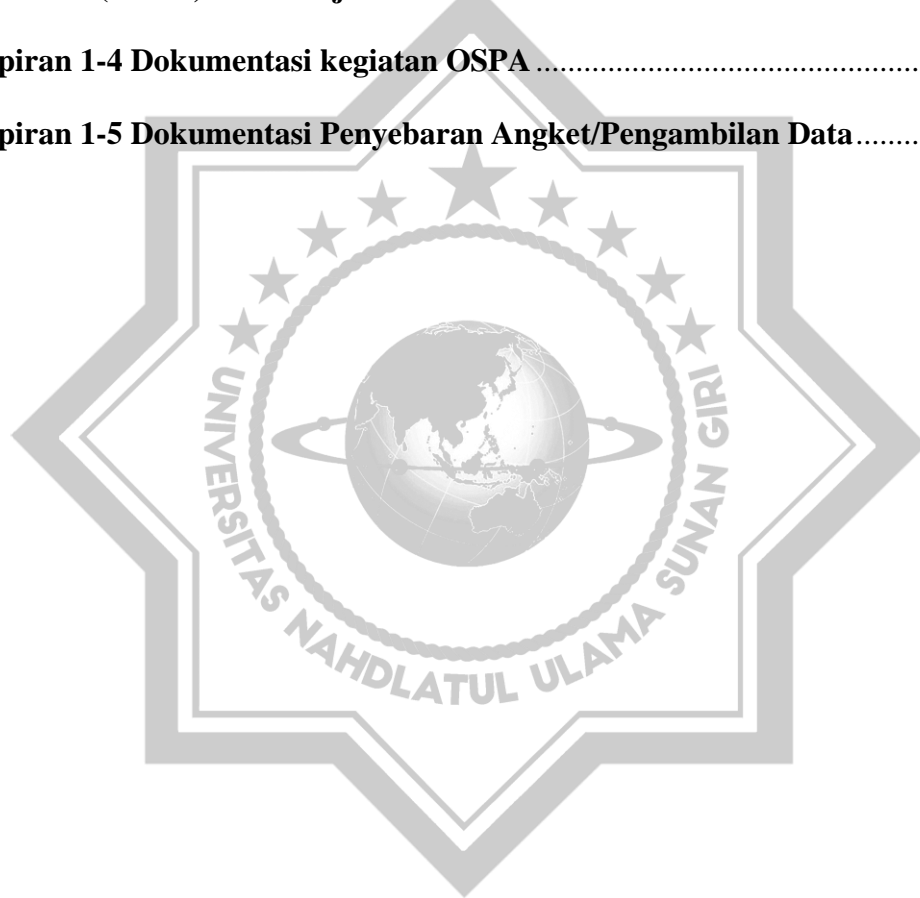 piran 1-4 Dokumentasi kegiatan OSPA ................................................
piran 1-5 Dokumentasi Penyebaran Angket/Pengambilan Data ........
UNIVERSITAS NAHDLATUL ULAMA SUNAN GIRI